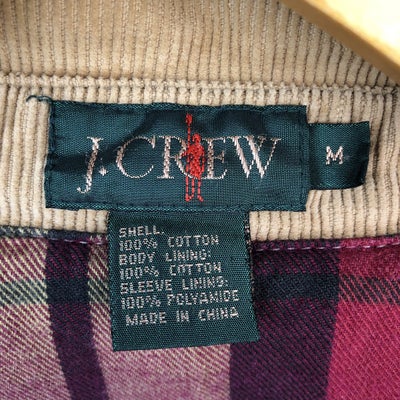 J.CREW
M
SHELL:
100% COTTON
BODY LINING:
100% COTTON
SLEEVE LINING:
100% POLYAMIDE
MADE IN CHINA